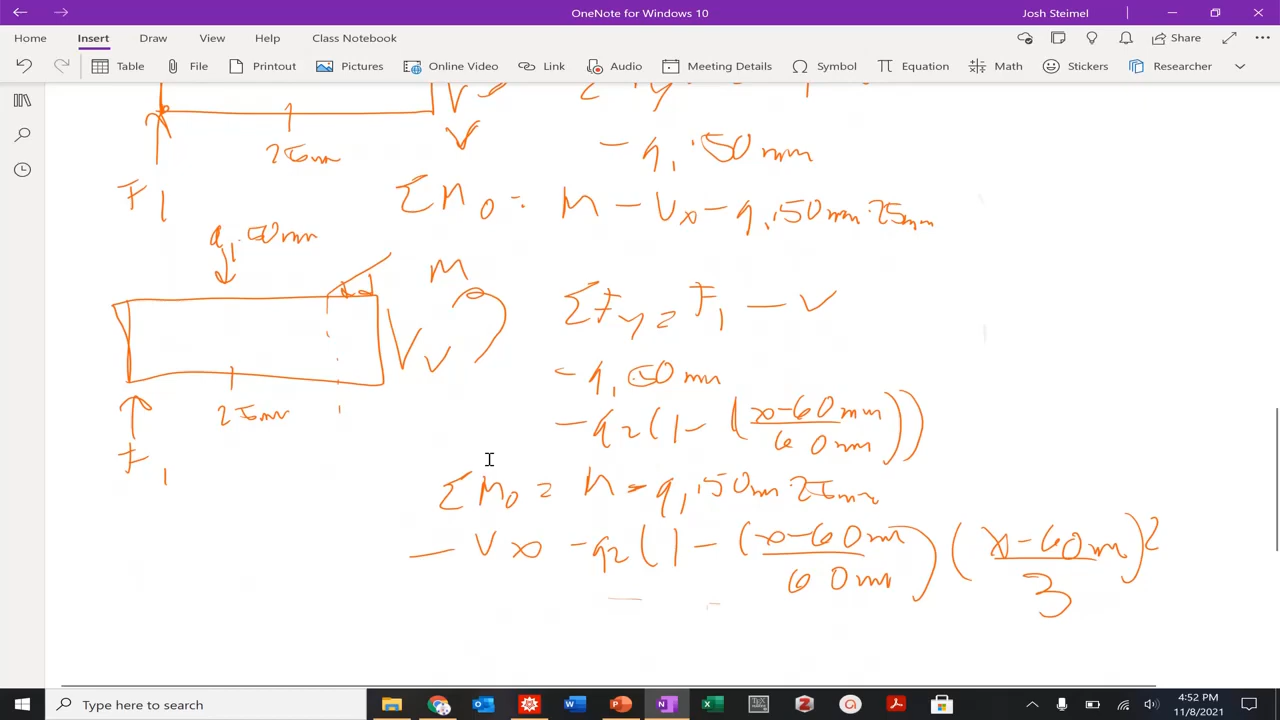 OneNote for Windows 10
Josh Steimel
Home Insert Draw View Help Class Notebook
Share
Table File Printout Pictures Online Video Link Audio Meeting Details Symbol Equation Math Stickers Researcher
V
V
- q₁·50mm
25mm
F₁
ΣM₀ = M - Vx - q₁·50mm·25mm
q₁·50mm
M
V
ΣFy = F₁ - V
- q₁·50mm
25mm
- q₂(1 - (x-60mm/60mm))
F₁
ΣM₀ = M - q₁·50mm·25mm
- Vx - q₂(1 - (x-60mm/60mm)(x-60mm/3)2
Type here to search
4:52 PM
11/8/2021